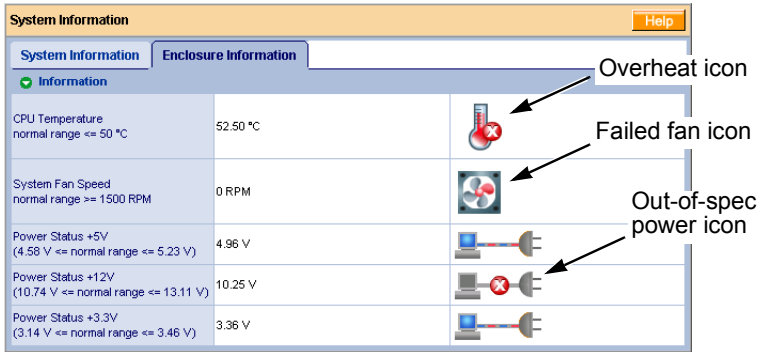 System Information
Help
System Information
Enclosure Information
Information
CPU Temperature
normal range <= 50 °C
52.50 °C
System Fan Speed
normal range >= 1500 RPM
0 RPM
Power Status +5V
(4.58 V <= normal range <= 5.23 V)
4.96 V
Power Status +12V
(10.74 V <= normal range <= 13.11 V)
10.25 V
Power Status +3.3V
(3.14 V <= normal range <= 3.46 V)
3.36 V
Overheat icon
Failed fan icon
Out-of-spec
power icon